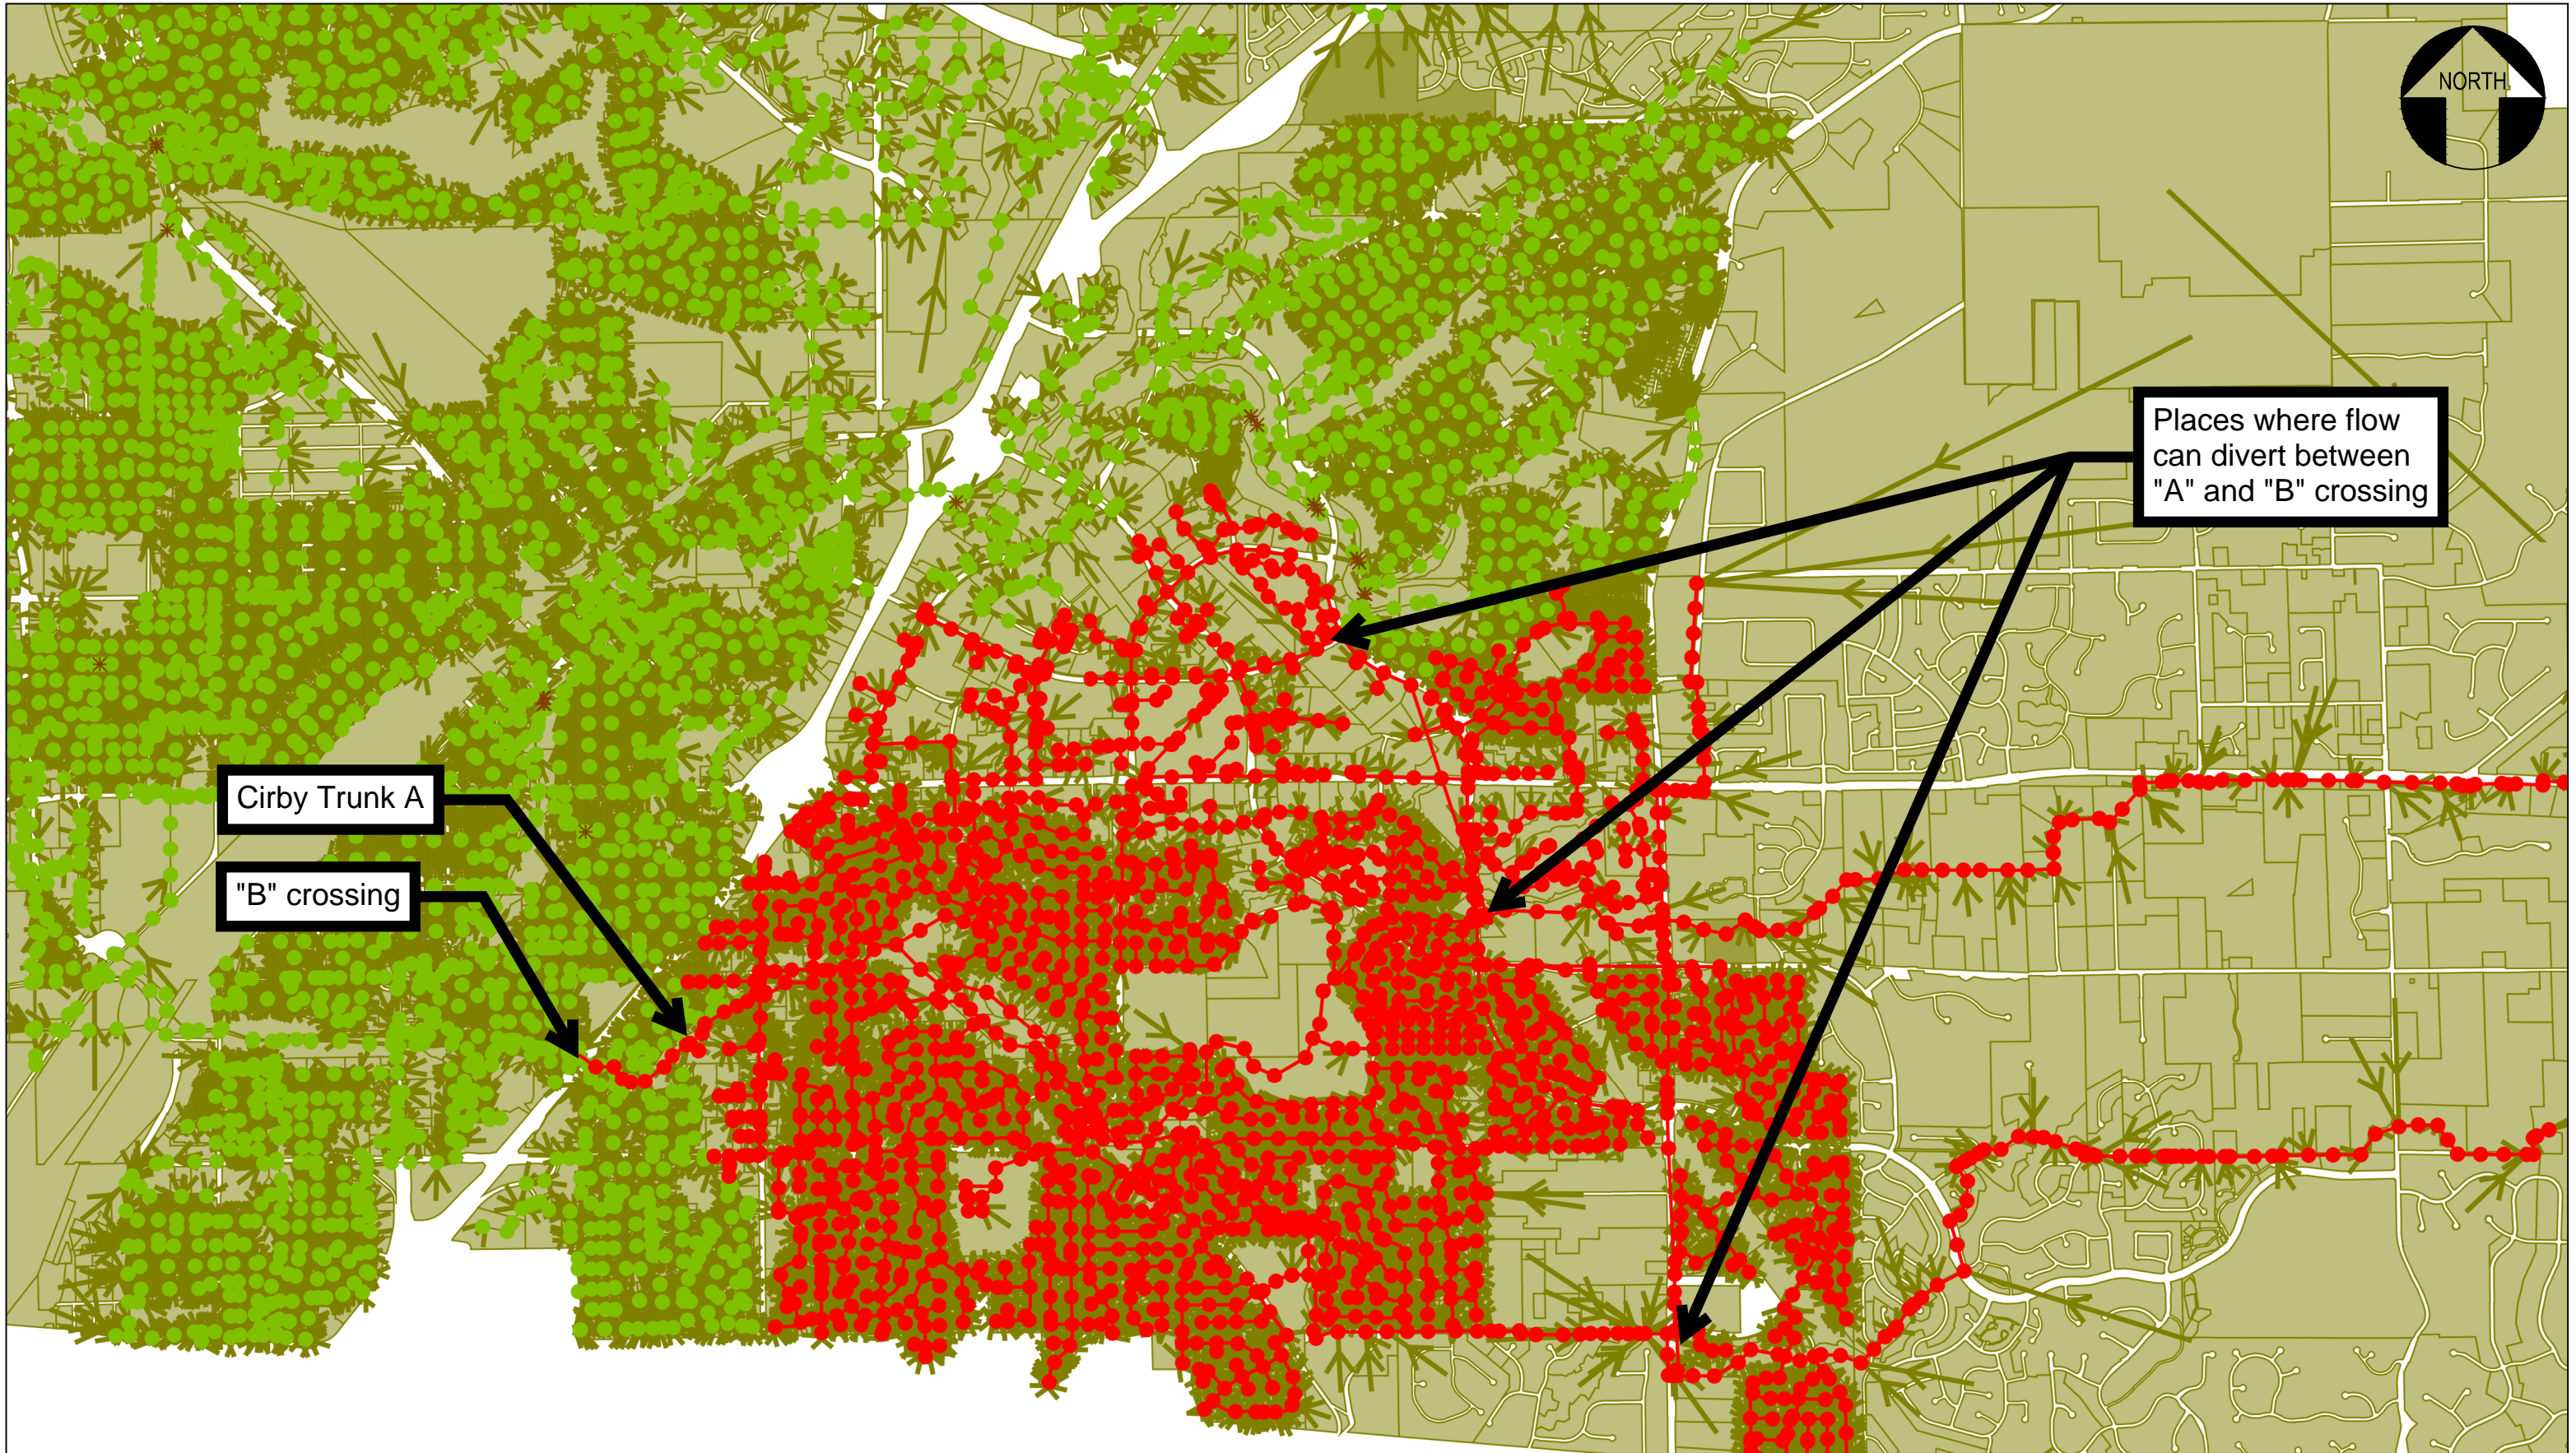 NORTH
Places where flow
can divert between
"A" and "B" crossing
Cirby Trunk A
"B" crossing